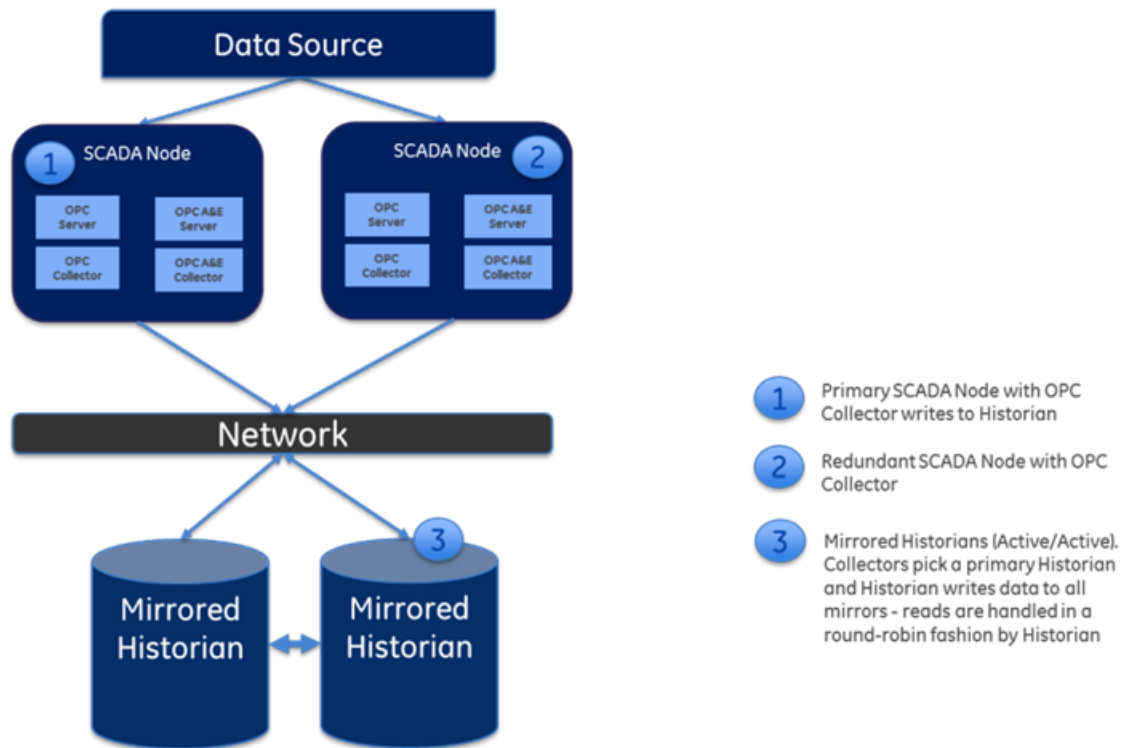 Data Source
1
SCADA Node
OPC
Server
OPC A&E
Server
OPC
Collector
OPC A&E
Collector
SCADA Node
2
OPC
Server
OPC A&E
Server
OPC
Collector
OPC A&E
Collector
Network
Mirrored
Historian
3
Mirrored
Historian
1
Primary SCADA Node with OPC
Collector writes to Historian
2
Redundant SCADA Node with OPC
Collector
3
Mirrored Historians (Active/Active).
Collectors pick a primary Historian
and Historian writes data to all
mirrors - reads are handled in a
round-robin fashion by Historian